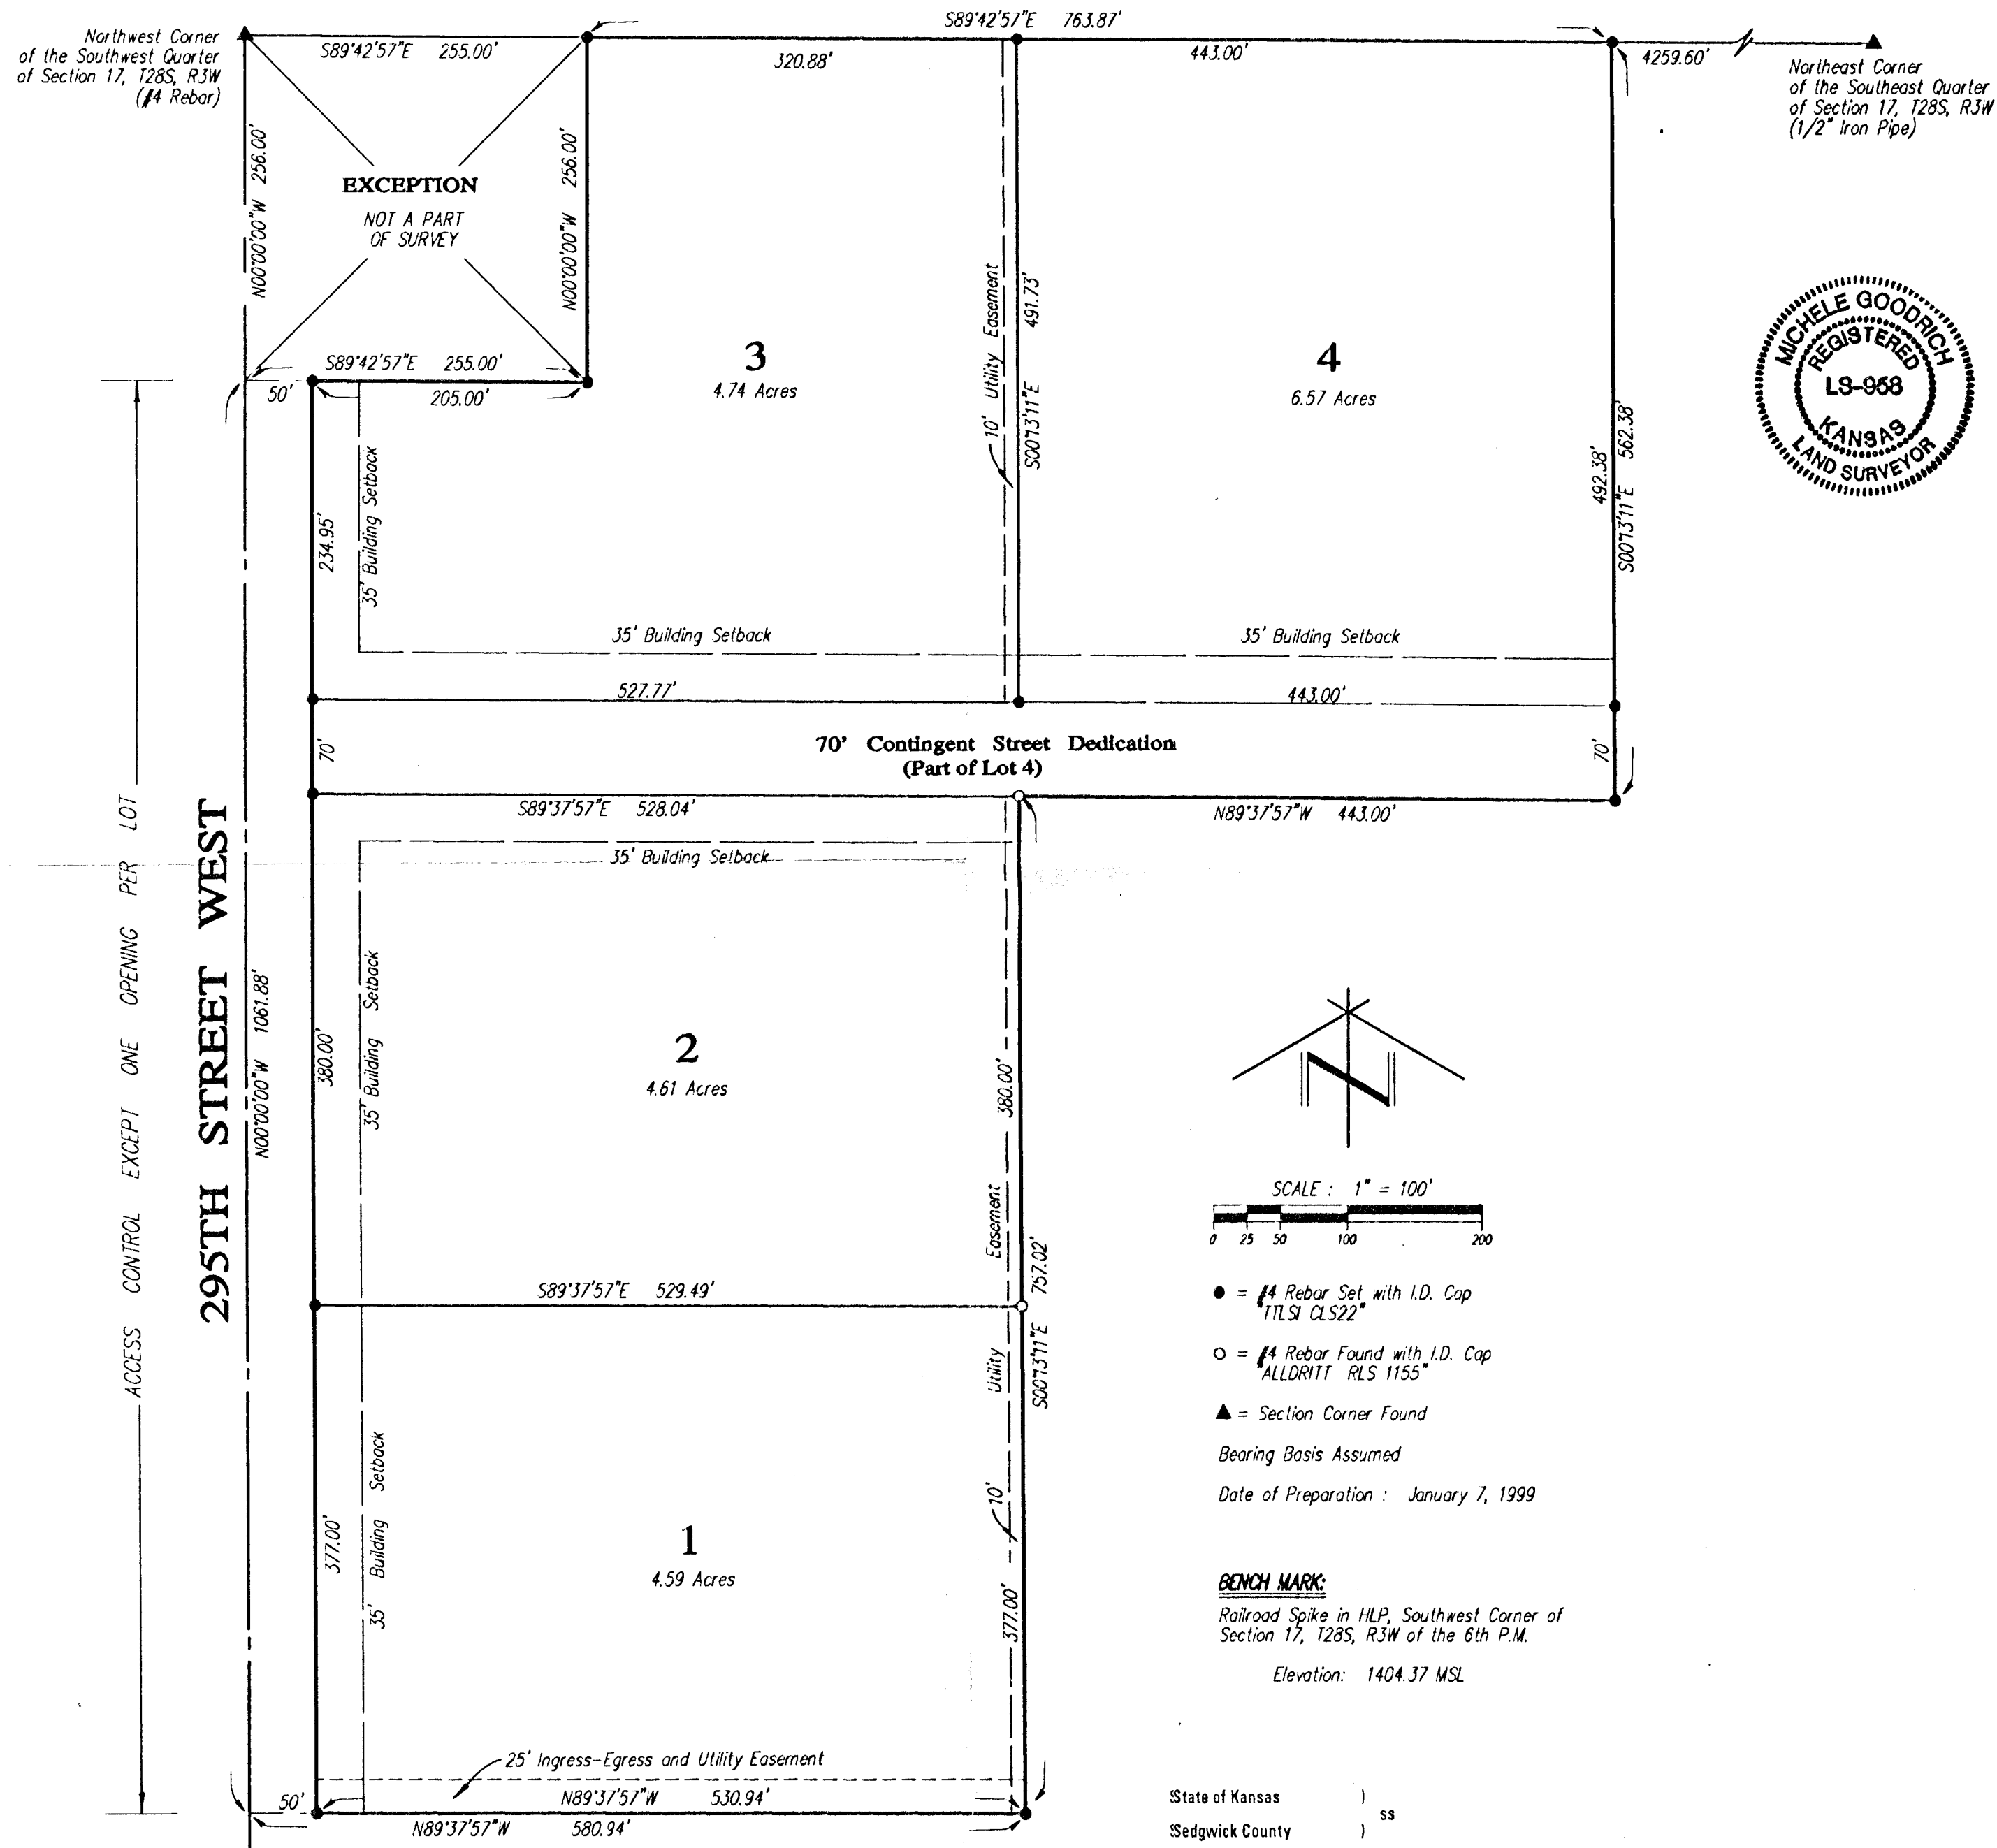 S89°42'57"E 763.87'
Northwest Corner
of the Southwest Quarter
of Section 17, T28S, R3W
(#4 Rebar)
S89°42'57"E 255.00'
320.88'
443.00'
4259.60'
Northeast Corner
of the Southeast Quarter
of Section 17, T28S, R3W
(1/2" Iron Pipe)
N00°00'00"W 256.00'
EXCEPTION
NOT A PART
OF SURVEY
N00°00'00"W 256.00'
10' Utility Easement
S00°13'11"E 491.73'
3
4.74 Acres
4
6.57 Acres
492.38'
S00°13'11"E 562.38'
MICHELE GOODRICH
REGISTERED
LS-958
KANSAS
LAND SURVEYOR
S89°42'57"E 255.00'
50'
205.00'
234.95'
35' Building Setback
35' Building Setback
35' Building Setback
527.77'
443.00'
70'
70' Contingent Street Dedication
(Part of Lot 4)
70'
S89°37'57"E 528.04'
N89°37'57"W 443.00'
35' Building Setback
ACCESS CONTROL EXCEPT ONE OPENING PER LOT
295TH STREET WEST
N00°00'00"W 1061.88'
380.00'
35' Building Setback
2
4.61 Acres
380.00'
Utility Easement
S00°13'11"E 757.02'
S89°37'57"E 529.49'
377.00'
35' Building Setback
1
4.59 Acres
10'
377.00'
25' Ingress-Egress and Utility Easement
50'
N89°37'57"W 530.94'
N89°37'57"W 580.94'
N
SCALE : 1" = 100'
0 25 50 100 200
= #4 Rebar Set with I.D. Cap
"TTLSI CLS22"
= #4 Rebar Found with I.D. Cap
"ALLDRITT RLS 1155"
= Section Corner Found
Bearing Basis Assumed
Date of Preparation : January 7, 1999
BENCH MARK:
Railroad Spike in HLP, Southwest Corner of
Section 17, T28S, R3W of the 6th P.M.
Elevation: 1404.37 MSL
State of Kansas )
ss
Sedgwick County )